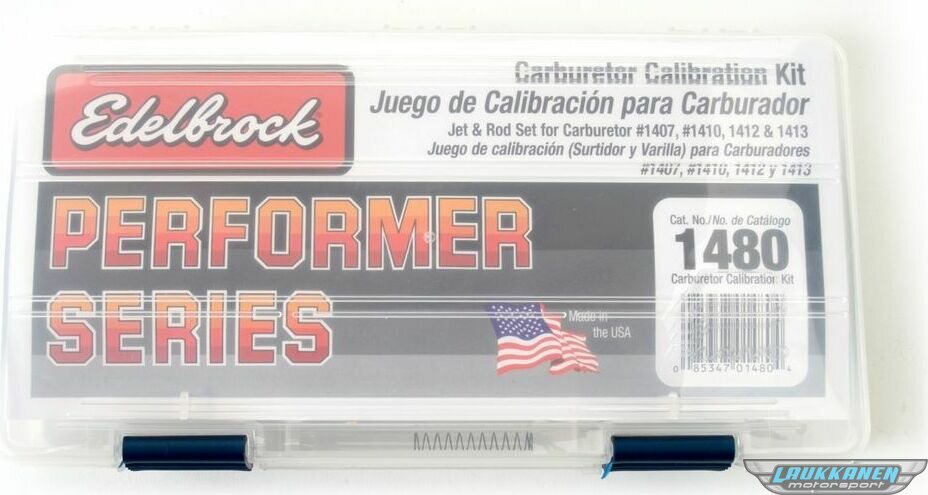 Carburetor Calibration Kit
Edelbrock
Juego de Calibración para Carburador
Jet & Rod Set for Carburetor #1407, #1410, 1412 & 1413
Juego de calibración (Surtidor y Varilla) para Carburadores
#1407, #1410, 1412 y 1413
PERFORMER
SERIES
Cat. No./No. de Catálogo
1480
Carburetor Calibration Kit
Made in
the USA
0 85347 01480 4
LAUKKANEN
motorsport